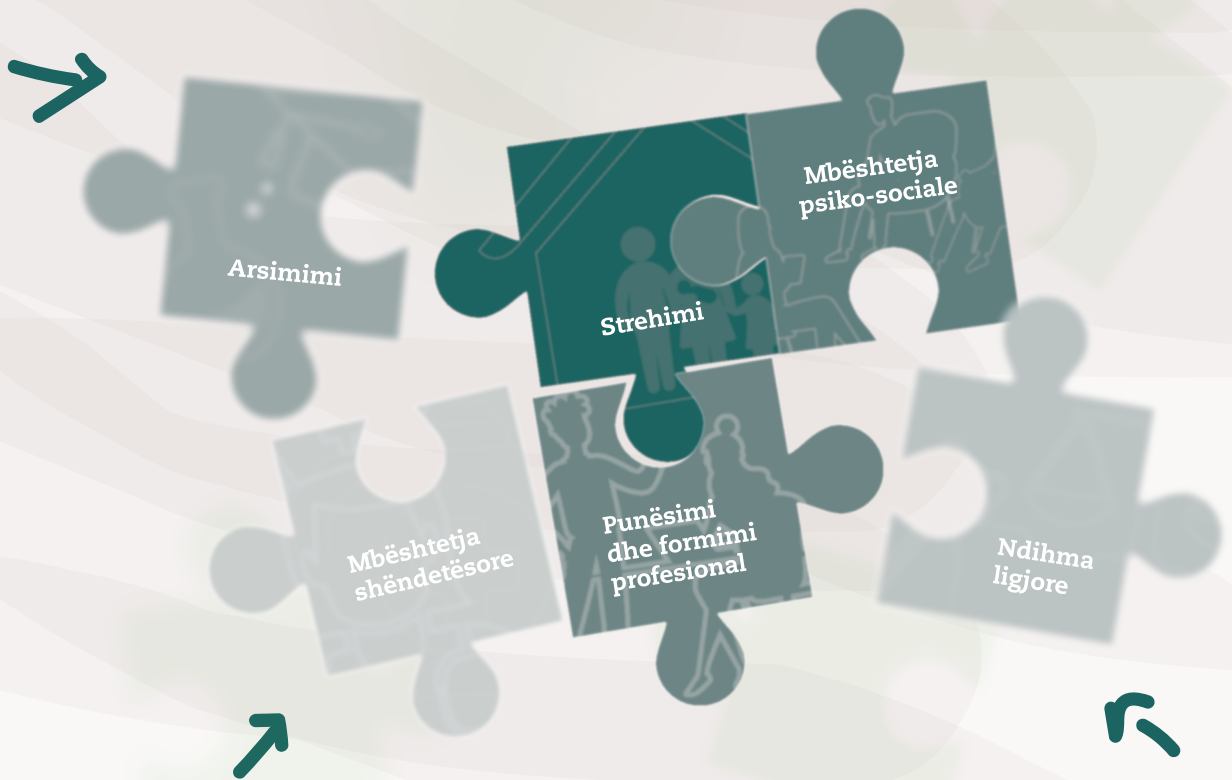 Arsimimi
Strehimi
Mbështetja
psiko-sociale
Mbështetja
shëndetësore
Punësimi
dhe formimi
profesional
Ndihma
ligjore